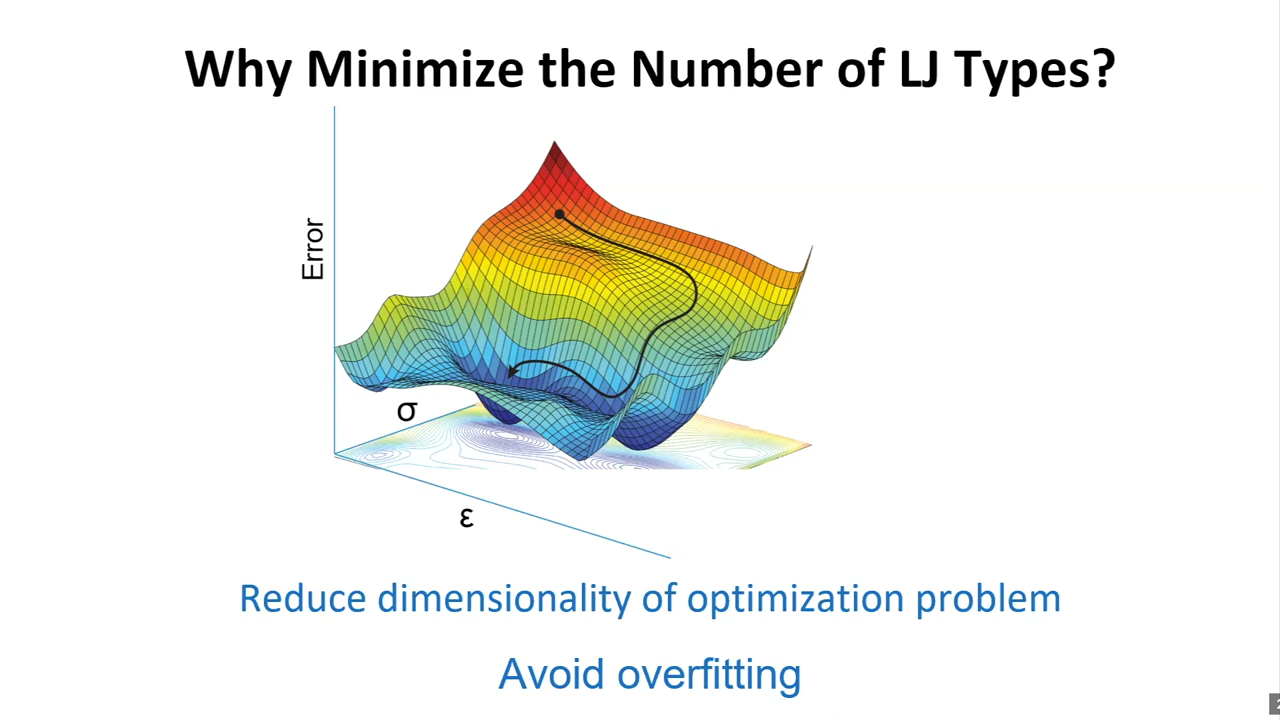 Why Minimize the Number of LJ Types?
Error
σ
ε
Reduce dimensionality of optimization problem
Avoid overfitting